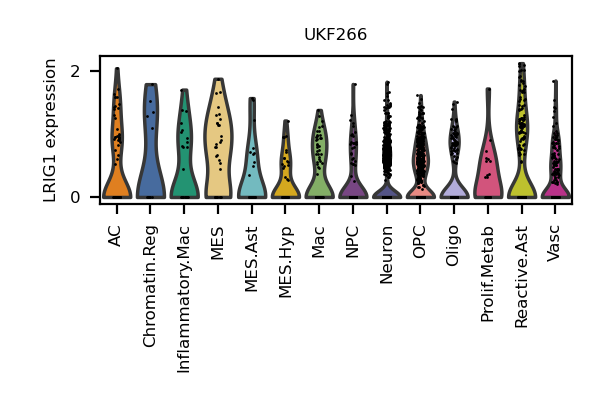 UKF266
LRIG1 expression
2
0
AC
Chromatin.Reg
Inflammatory.Mac
MES
MES.Ast
MES.Hyp
Mac
NPC
Neuron
OPC
Oligo
Prolif.Metab
Reactive.Ast
Vasc